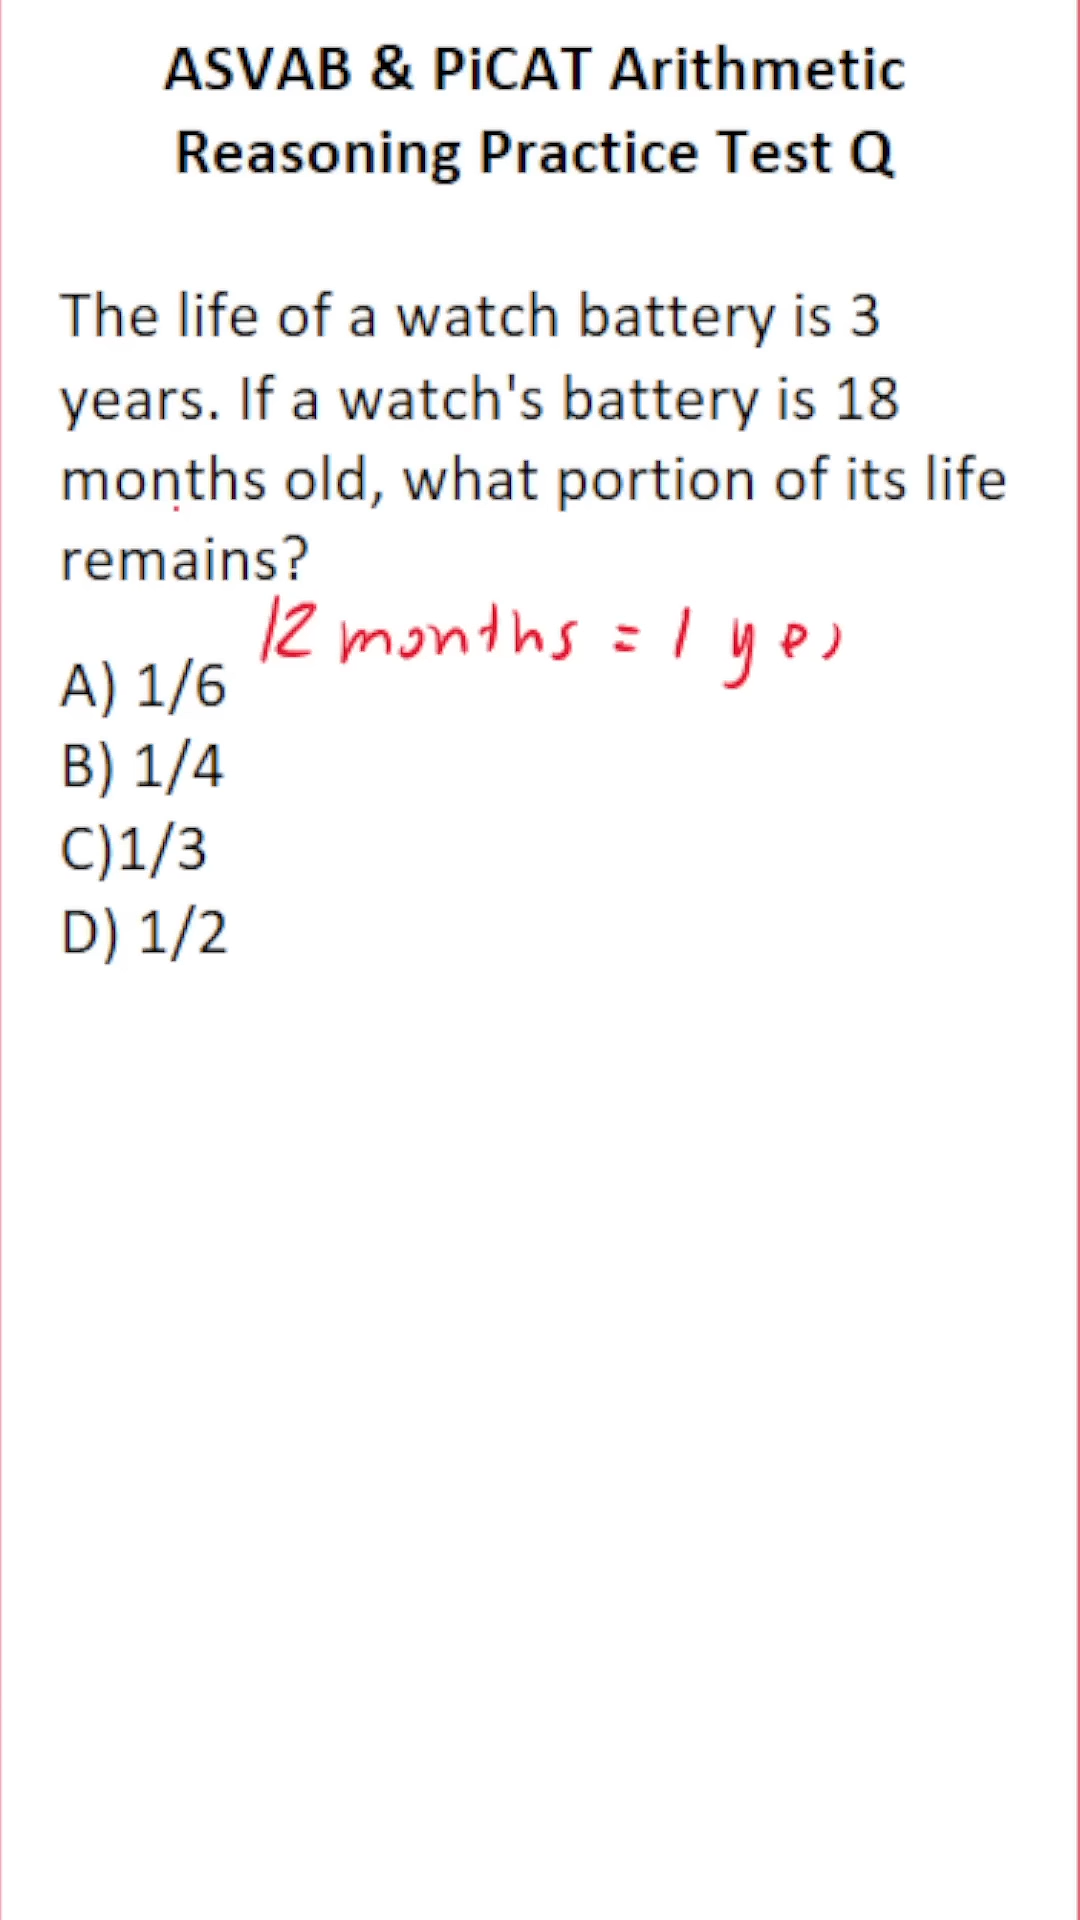 ASVAB & PiCAT Arithmetic
Reasoning Practice Test Q
The life of a watch battery is 3
years. If a watch's battery is 18
months old, what portion of its life
remains?
12 months = 1 yea
A) 1/6
B) 1/4
C)1/3
D) 1/2